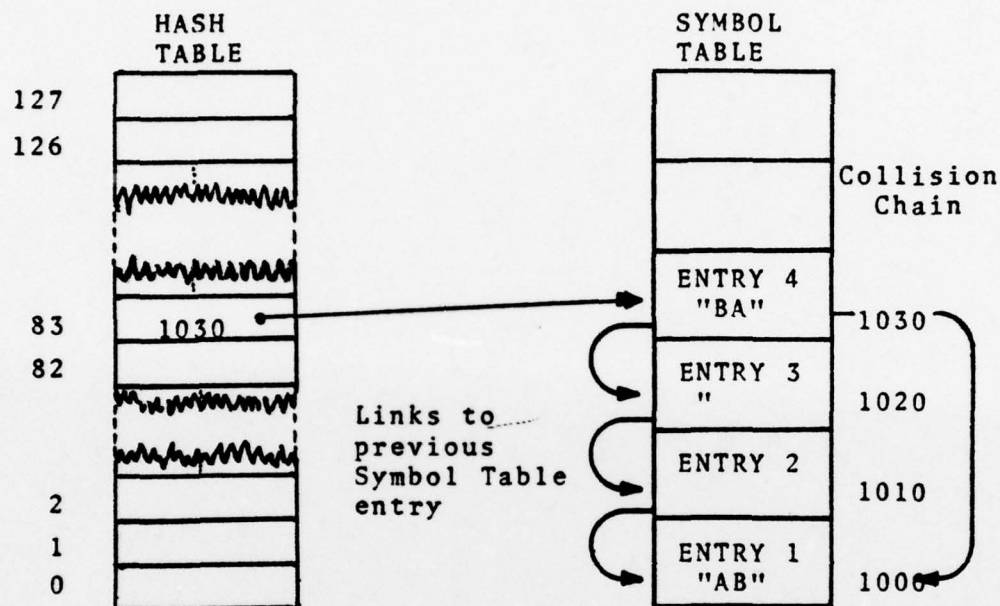 HASH
TABLE
SYMBOL
TABLE
127
126
83
1030
82
2
1
0
Links to
previous
Symbol Table
entry
ENTRY 4
"BA"
ENTRY 3
"
ENTRY 2
ENTRY 1
"AB"
Collision
Chain
1030
1020
1010
1000